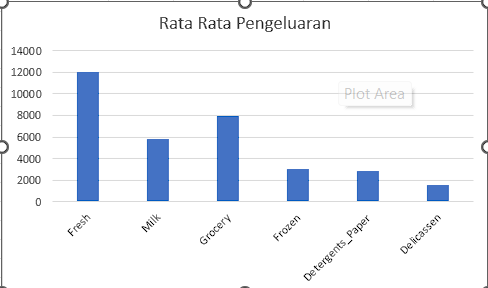 Rata Rata Pengeluaran
14000
12000
10000
8000
6000
4000
2000
0
Plot Area
Fresh
Milk
Grocery
Frozen
Detergents_Paper
Delicassen